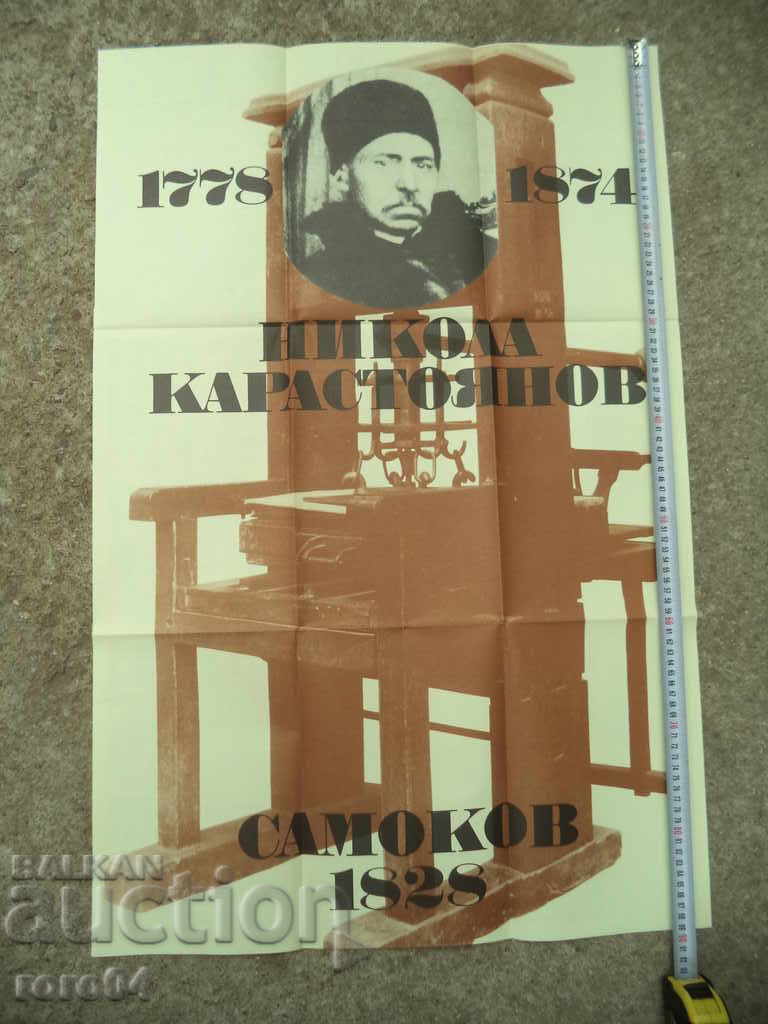 1778 1874
НИКОЛА
КАРАСТОЯНОВ
САМОКОВ
1828
BALKAN
auction
roro04